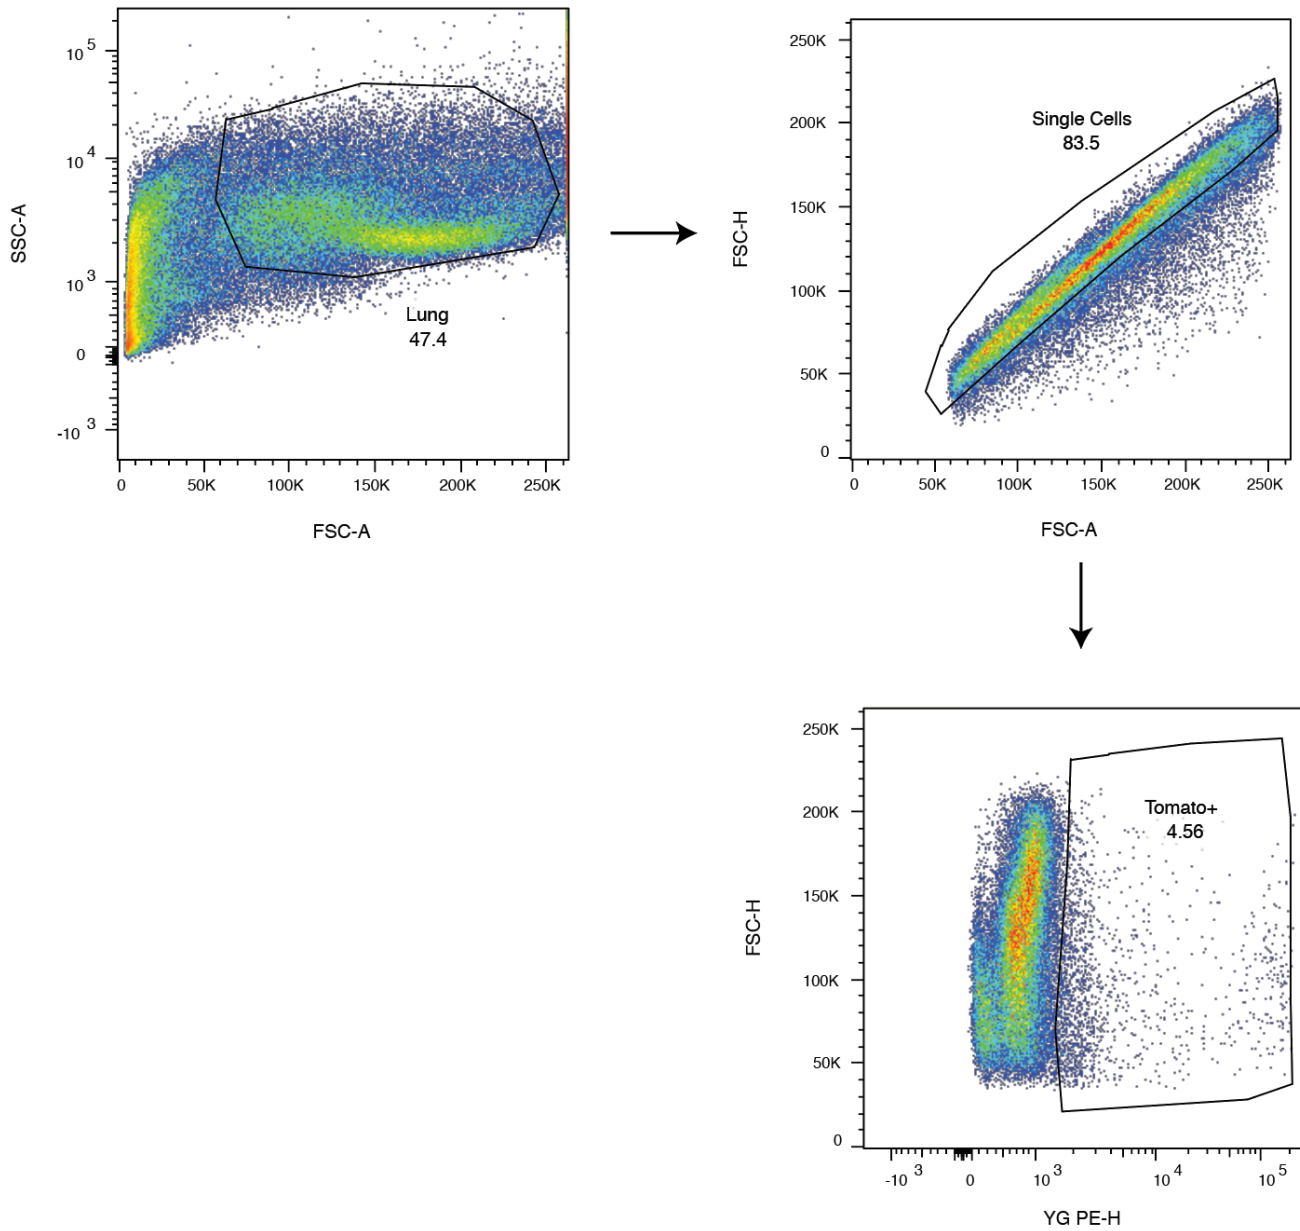 10 5
10 4
10 3
0
-10 3
SSC-A
Lung
47.4
0 50K 100K 150K 200K 250K
FSC-A
250K
200K
150K
100K
50K
0
FSC-H
Single Cells
83.5
0 50K 100K 150K 200K 250K
FSC-A
250K
200K
150K
100K
50K
0
FSC-H
Tomato+
4.56
-10 3 0 10 3 10 4 10 5
YG PE-H